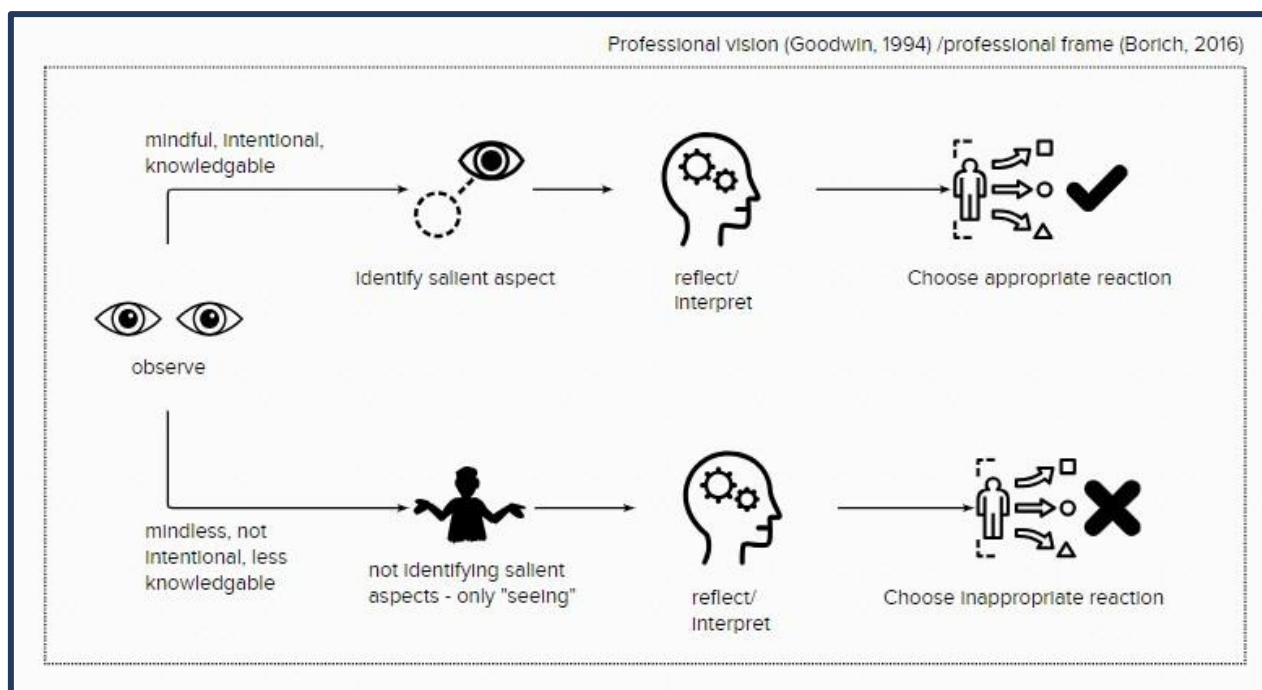 Professional vision (Goodwin, 1994) /professional frame (Borich, 2016)
mindful, intentional,
knowledgable
identify salient aspect
reflect/
interpret
Choose appropriate reaction
observe
mindless, not
intentional, less
knowledgable
not identifying salient
aspects - only "seeing"
reflect/
interpret
Choose inappropriate reaction